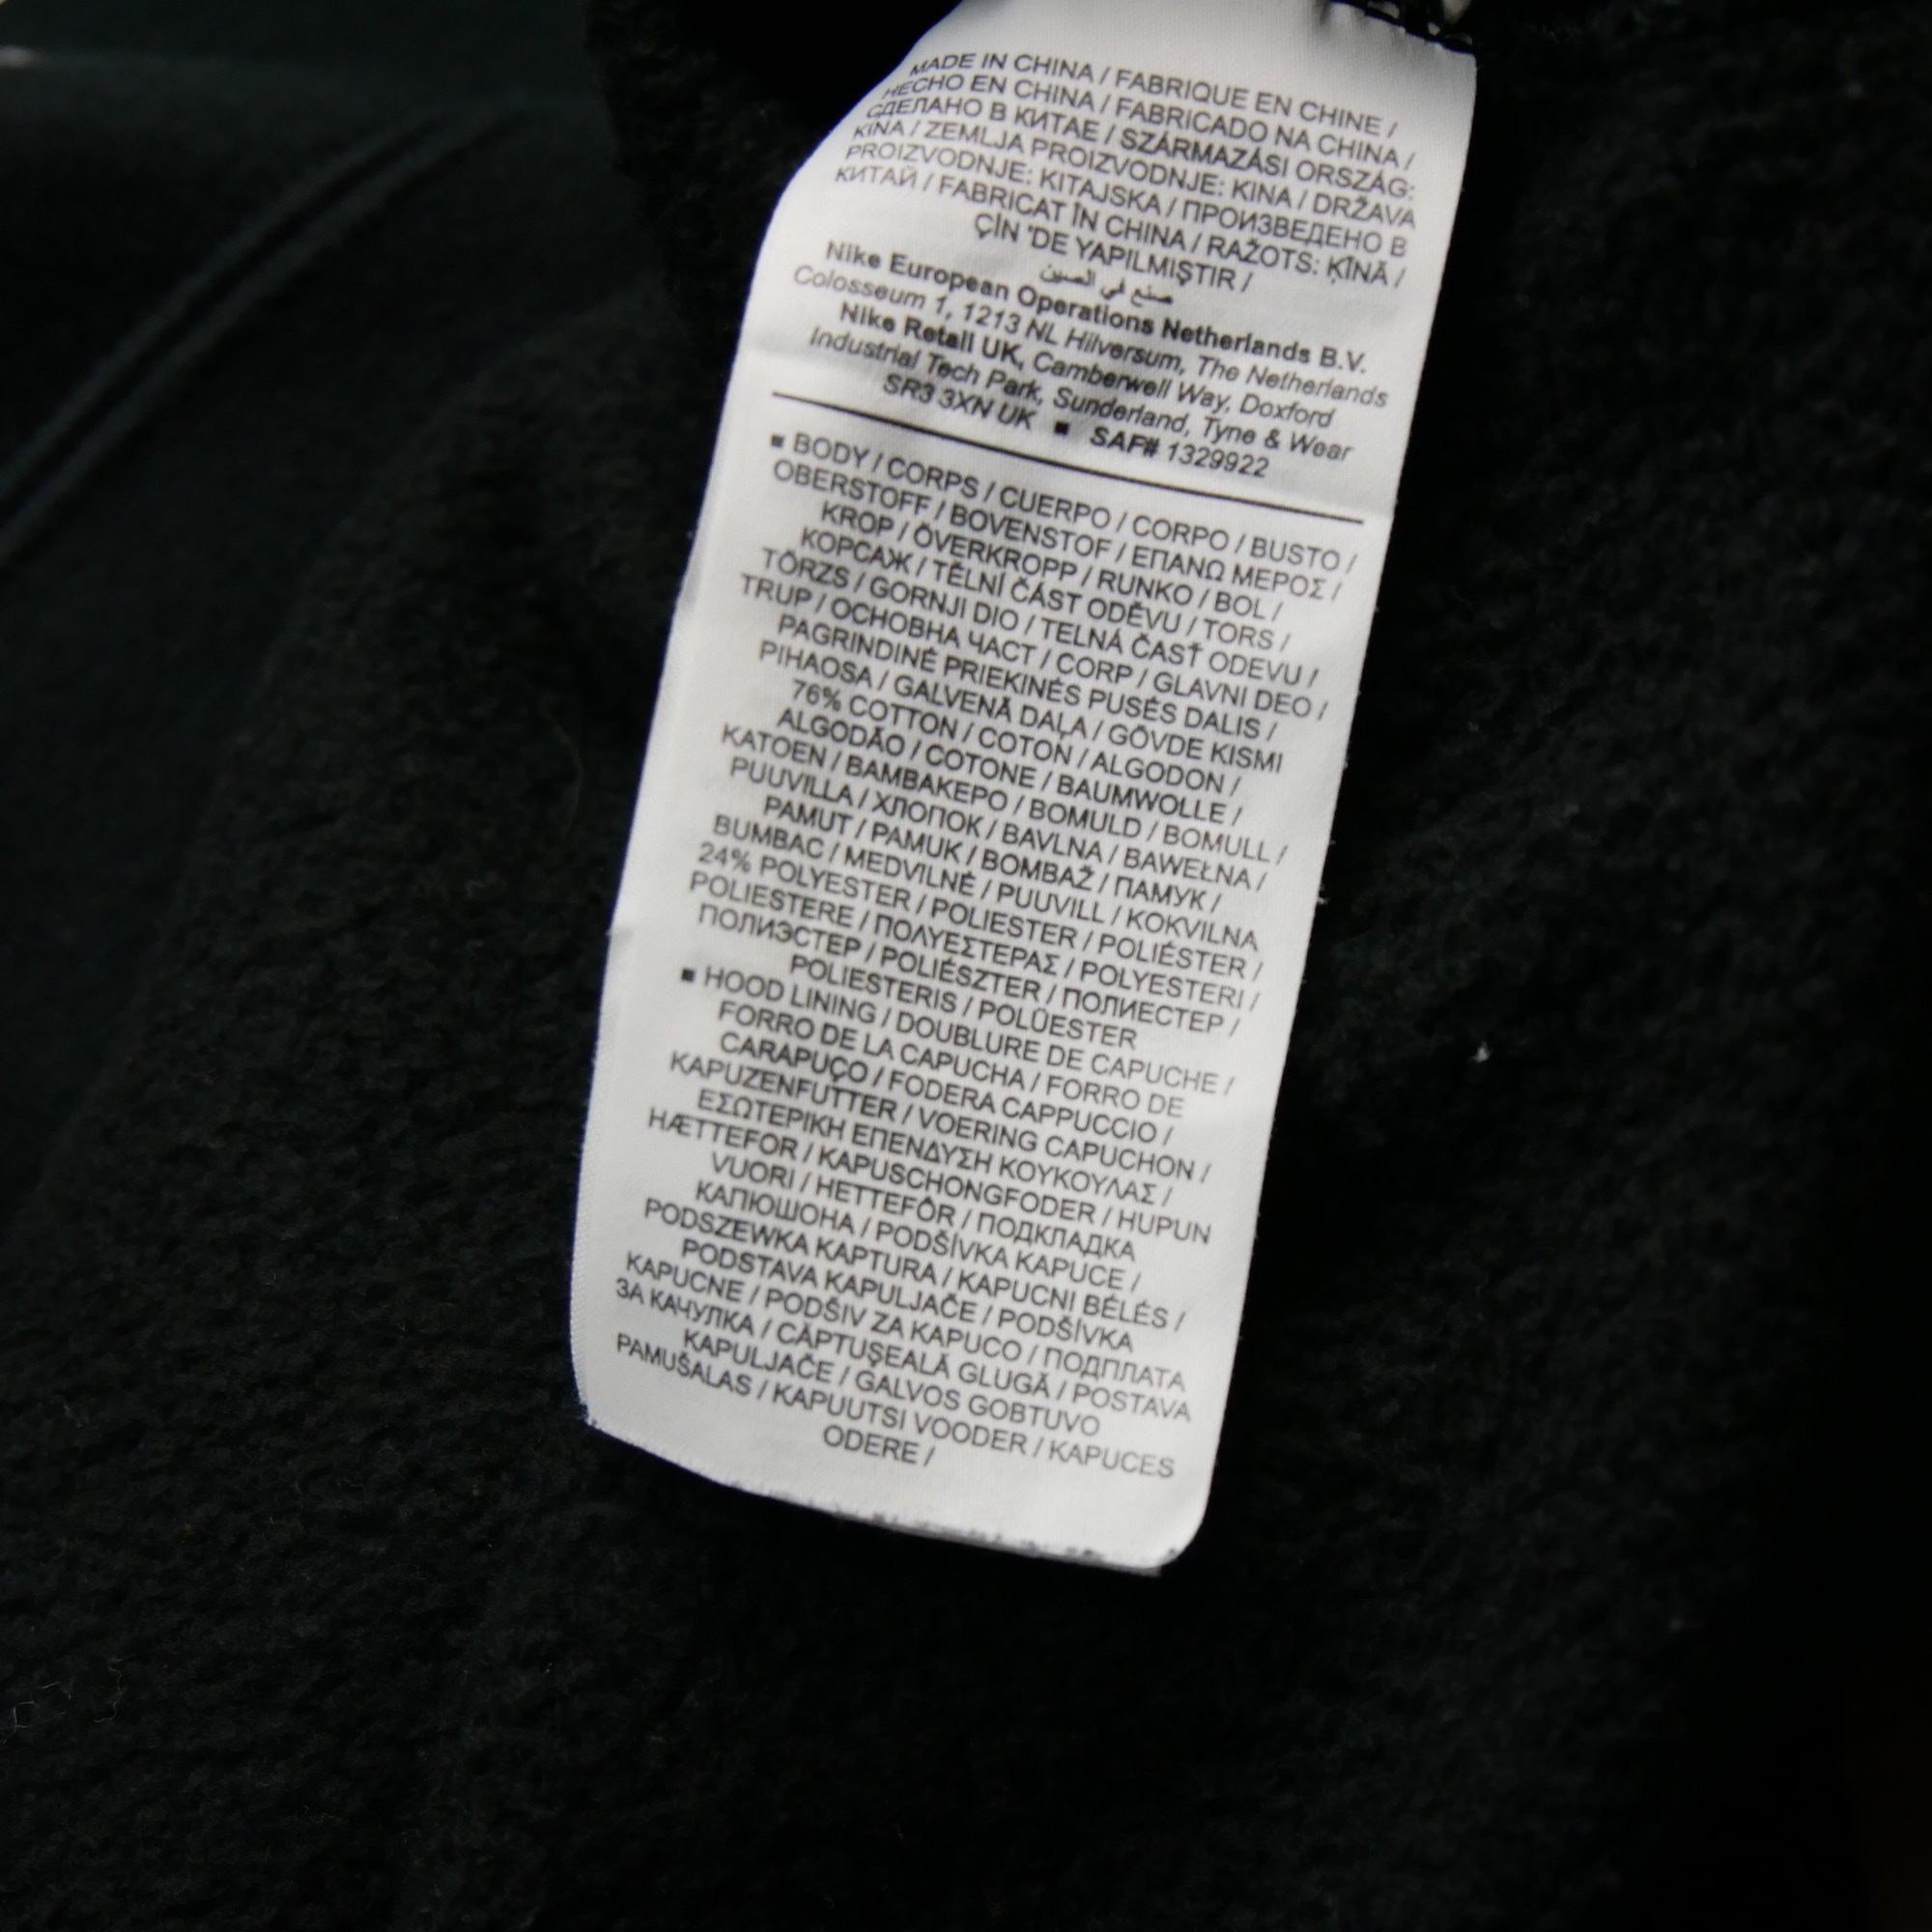 MADE IN CHINA / FABRIQUE EN CHINE /
HECHO EN CHINA / FABRICADO NA CHINA /
СДЕЛАНО В КИТАЕ / SZÁRMAZÁSI ORSZÁG:
KÍNA / ZEMLJA PROIZVODNJE: KINA / DRŽAVA
PROIZVODNJE: KITAJSKA / ПРОИЗВЕДЕНО В
КИТАЙ / FABRICAT ÎN CHINA / RAŽOTS: ĶĪNĀ /
ÇİN 'DE YAPILMIŞTIR /
صنع في الصين
Nike European Operations Netherlands B.V.
Colosseum 1, 1213 NL Hilversum, The Netherlands
Nike Retail UK, Camberwell Way, Doxford
Industrial Tech Park, Sunderland, Tyne & Wear
SR3 3XN UK ■ SAF# 1329922
■ BODY / CORPS / CUERPO / CORPO / BUSTO /
OBERSTOFF / BOVENSTOF / ΕΠΑΝΩ ΜΕΡΟΣ /
KROP / ÖVERKROPP / RUNKO / BOL /
КОРСАЖ / TĚLNÍ ČÁST ODĚVU / TORS /
TÖRZS / GORNJI DIO / TELNÁ ČASŤ ODEVU /
TRUP / ОСНОВНА ЧАСТ / CORP / GLAVNI DEO /
PAGRINDINĖ PRIEKINĖS PUSĖS DALIS /
PIHAOSA / GALVENĀ DAĻA / GÖVDE KISMI
76% COTTON / COTON / ALGODON /
ALGODÃO / COTONE / BAUMWOLLE /
KATOEN / ΒΑΜΒΑΚΕΡΟ / BOMULD / BOMULL /
PUUVILLA / ХЛОПОК / BAVLNA / BAWEŁNA /
PAMUT / PAMUK / BOMBAŽ / ПАМУК /
BUMBAC / MEDVILNĖ / PUUVILL / KOKVILNA
24% POLYESTER / POLIESTER / POLIÉSTER /
POLIESTERE / ΠΟΛΥΕΣΤΕΡΑΣ / POLYESTERI /
ПОЛИЭСТЕР / POLIÉSZTER / ПОЛИЕСТЕР /
POLIESTERIS / POLÜESTER
■ HOOD LINING / DOUBLURE DE CAPUCHE /
FORRO DE LA CAPUCHA / FORRO DE
CARAPUÇO / FODERA CAPPUCCIO /
KAPUZENFUTTER / VOERING CAPUCHON /
ΕΣΩΤΕΡΙΚΗ ΕΠΕΝΔΥΣΗ ΚΟΥΚΟΥΛΑΣ /
HÆTTEFOR / KAPUSCHONGFODER / HUPUN
VUORI / HETTEFÔR / ПОДКЛАДКА
КАПЮШОНА / PODŠÍVKA KAPUCE /
PODSZEWKA KAPTURA / KAPUCNI BÉLÉS /
PODSTAVA KAPULJAČE / PODŠÍVKA
KAPUCNE / PODŠIV ZA KAPUCO / ПОДПЛАТА
ЗА КАЧУЛКА / CĂPTUŞEALĂ GLUGĂ / POSTAVA
KAPULJAČE / GALVOS GOBTUVO
PAMUŠALAS / KAPUUTSI VOODER / KAPUCES
ODERE /